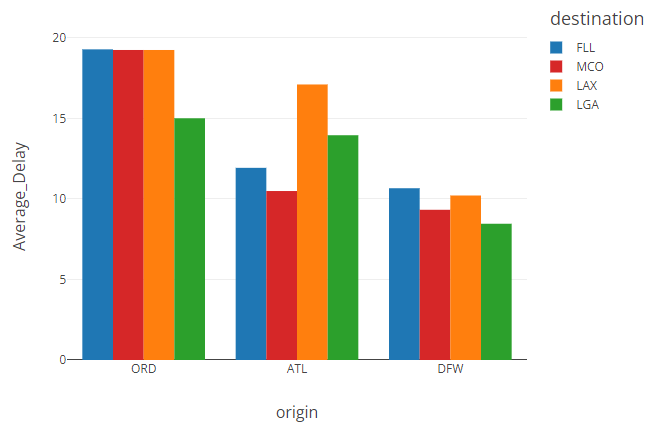 destination
FLL
MCO
LAX
LGA
Average_Delay
20
15
10
5
0
ORD ATL DFW
origin